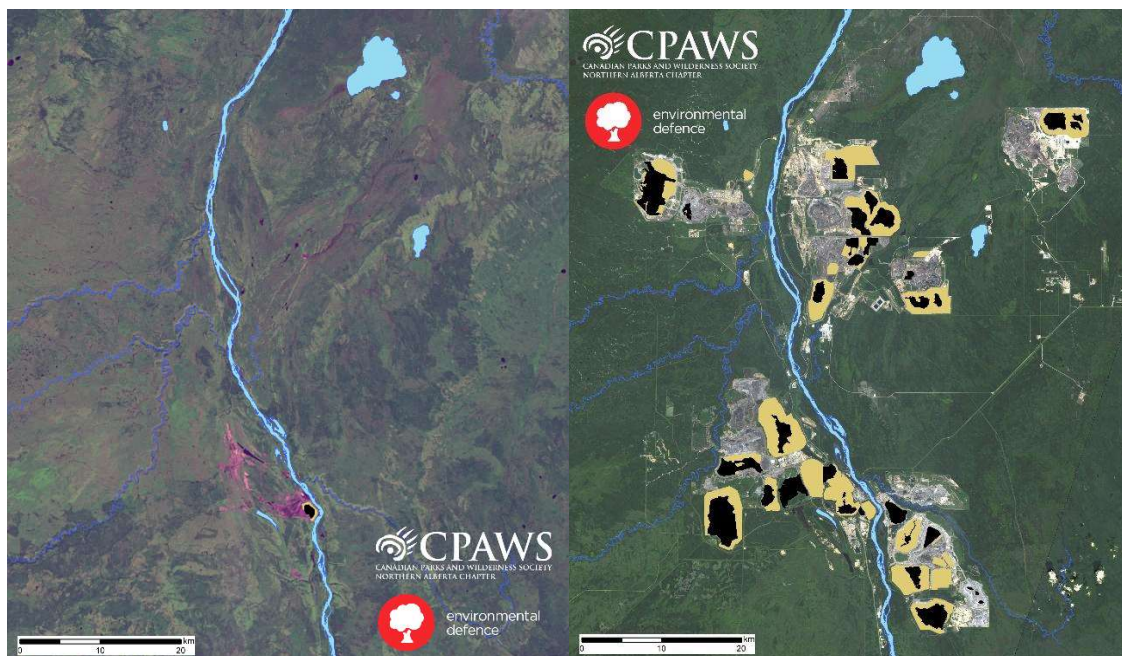 CPAWS
CANADIAN PARKS AND WILDERNESS SOCIETY
NORTHERN ALBERTA CHAPTER
environmental
defence
km
0 10 20
CPAWS
CANADIAN PARKS AND WILDERNESS SOCIETY
NORTHERN ALBERTA CHAPTER
environmental
defence
km
0 10 20